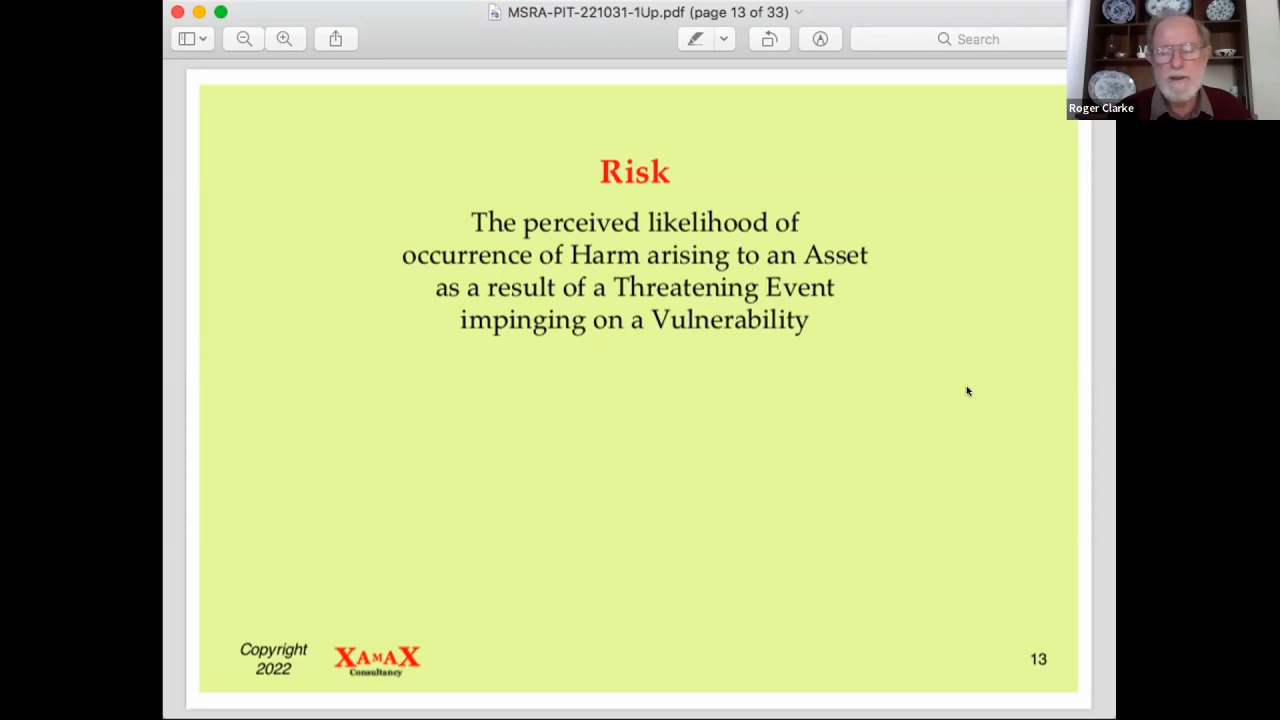 MSRA-PIT-221031-1Up.pdf (page 13 of 33)
Search
Roger Clarke
Risk
The perceived likelihood of
occurrence of Harm arising to an Asset
as a result of a Threatening Event
impinging on a Vulnerability
Copyright
2022
XAMAX
Consultancy
13